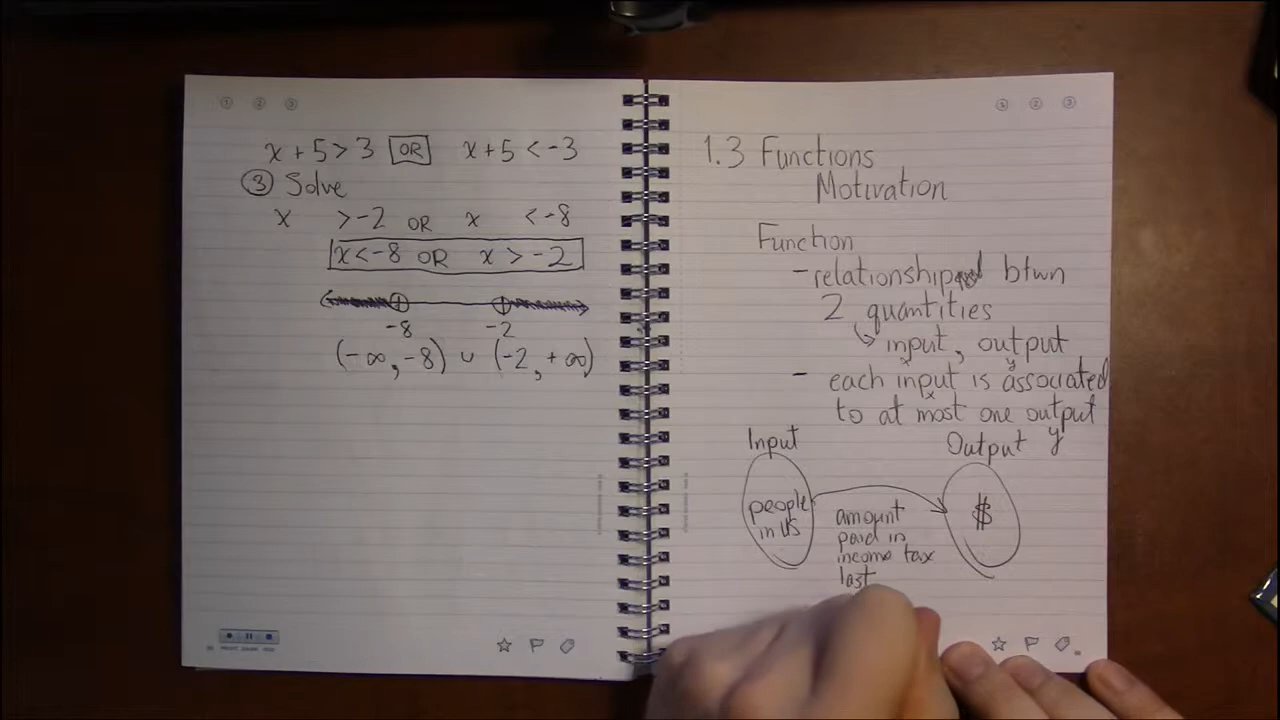 x + 5 > 3 OR x + 5 < -3
③ Solve
x > -2 OR x < -8
x < -8 OR x > -2
-8 -2
(-∞, -8) ∪ (-2, +∞)
1.3 Functions
Motivation
Function
- relationship btwn
2 quantities
↳ input, output
x y
- each input is associated
x
to at most one output
y
Input Output
people
in US
amount
paid in
income tax
last
$